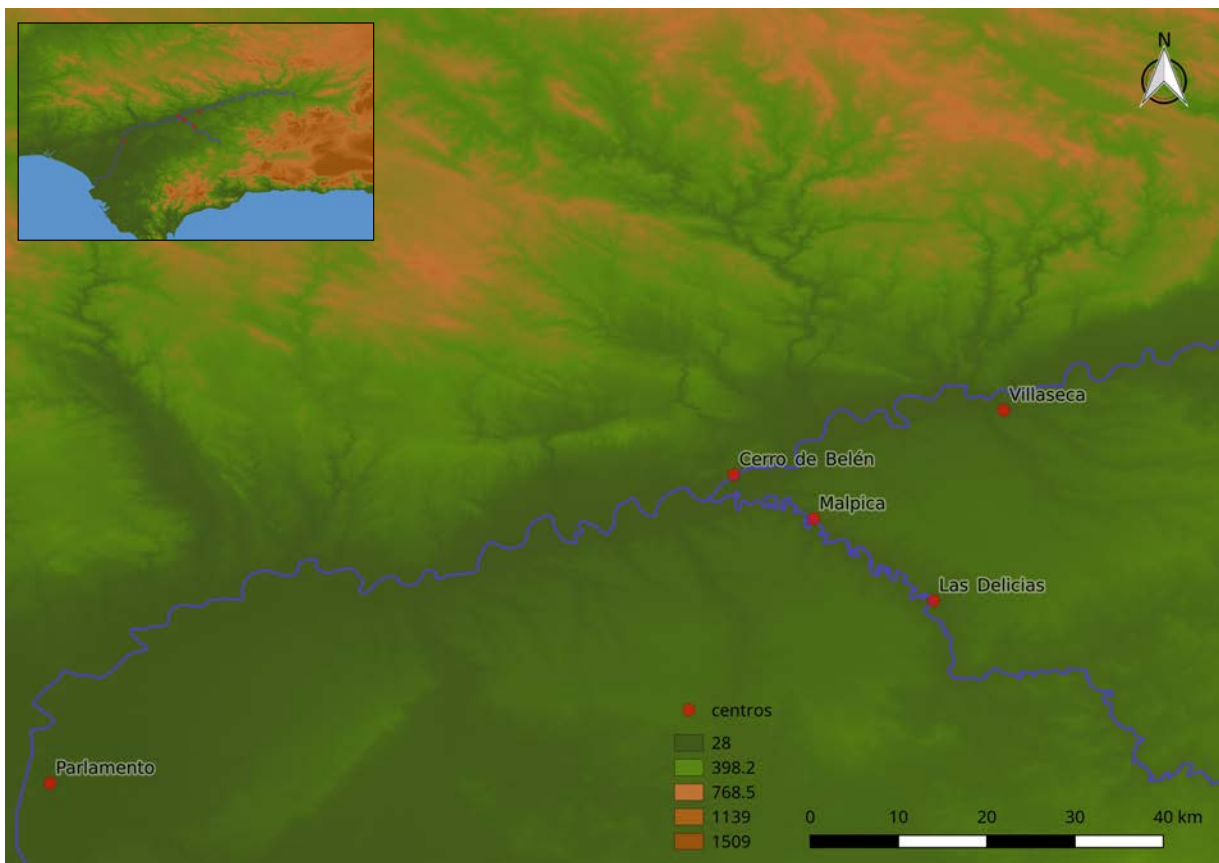 N
Villaseca
Cerro de Belén
Malpica
Las Delicias
Parlamento
centros
28
398.2
768.5
1139
1509
0 10 20 30 40 km